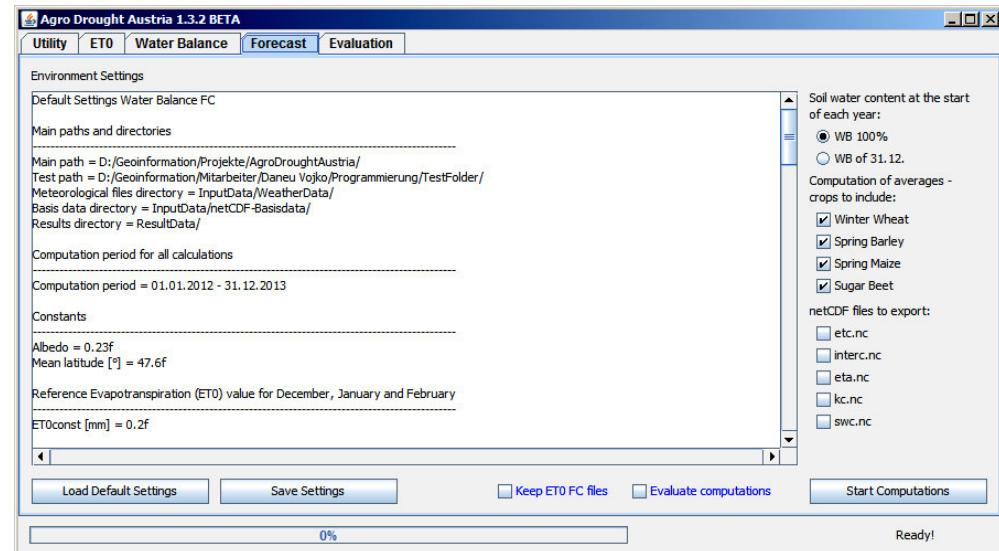 Agro Drought Austria 1.3.2 BETA
Utility ET0 Water Balance Forecast Evaluation
Environment Settings
Default Settings Water Balance FC
Main paths and directories
Main path = D:/Geoinformation/Projekte/AgroDroughtAustria/
Test path = D:/Geoinformation/Mitarbeiter/Daneu Vojko/Programmierung/TestFolder/
Meteorological files directory = InputData/WeatherData/
Basis data directory = InputData/netCDF-Basisdata/
Results directory = ResultData/
Computation period for all calculations
Computation period = 01.01.2012 - 31.12.2013
Constants
Albedo = 0.23f
Mean latitude [°] = 47.6f
Reference Evapotranspiration (ET0) value for December, January and February
ET0const [mm] = 0.2f
Soil water content at the start
of each year:
WB 100%
WB of 31.12.
Computation of averages -
crops to include:
Winter Wheat
Spring Barley
Spring Maize
Sugar Beet
netCDF files to export:
etc.nc
interc.nc
eta.nc
kc.nc
swc.nc
Load Default Settings Save Settings Keep ET0 FC files Evaluate computations Start Computations
0% Ready!